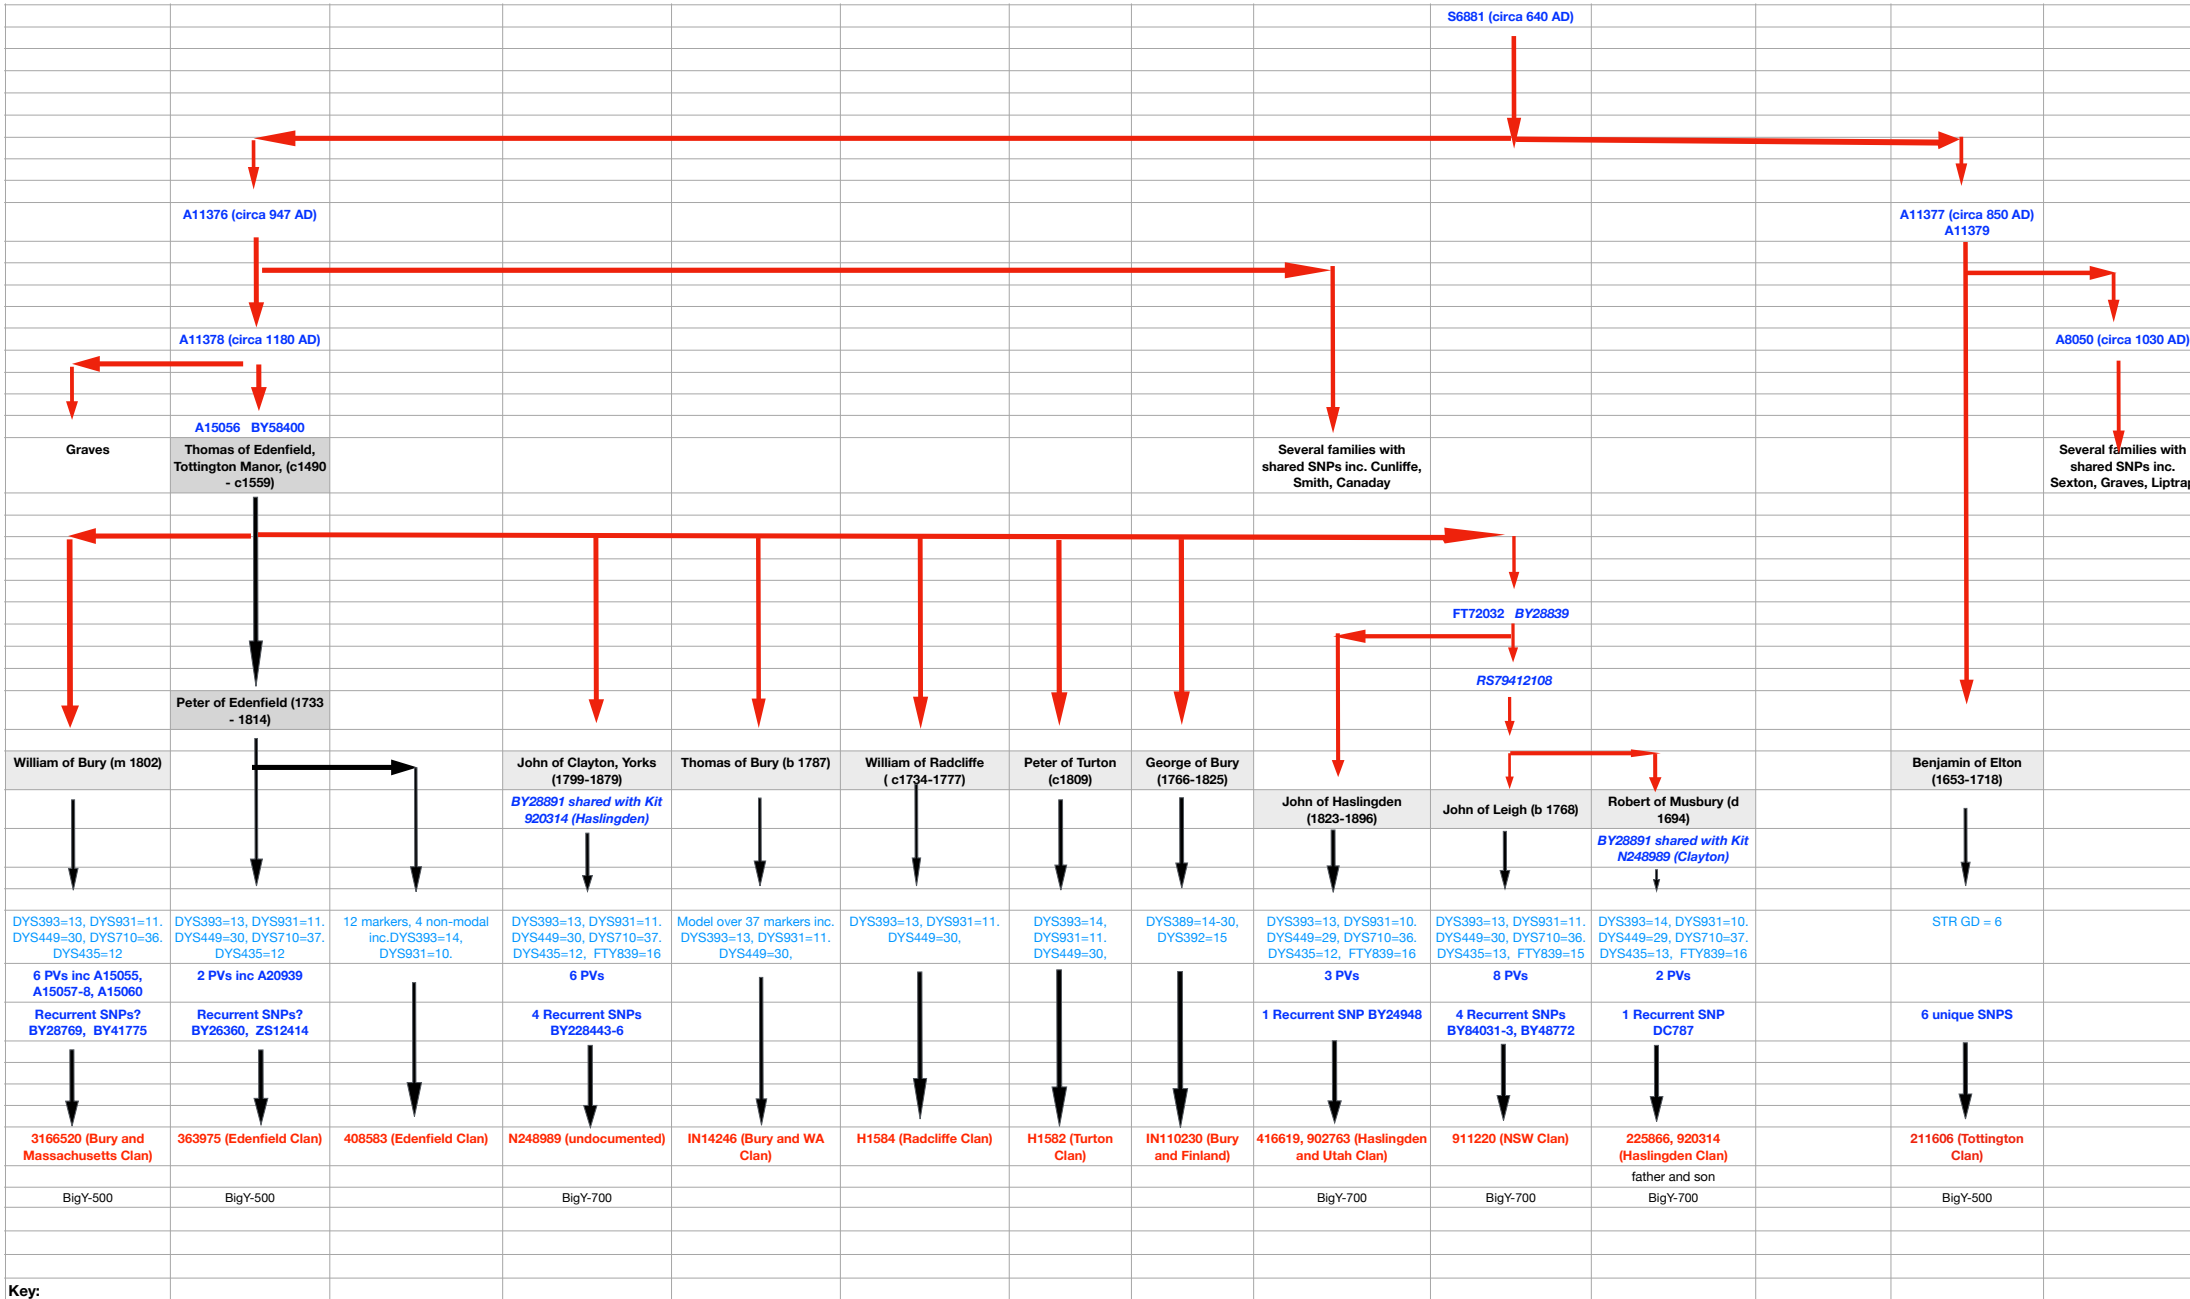 S6881 (circa 640 AD)
A11376 (circa 947 AD)
A11377 (circa 850 AD)
A11379
A11378 (circa 1180 AD)
A8050 (circa 1030 AD)
A15056 BY58400
Graves
Thomas of Edenfield,
Tottington Manor, (c1490
- c1559)
Several families with
shared SNPs inc. Cunliffe,
Smith, Canaday
Several families with
shared SNPs inc.
Sexton, Graves, Liptrap
FT72032 BY28839
RS79412108
Peter of Edenfield (1733
- 1814)
William of Bury (m 1802)
John of Clayton, Yorks
(1799-1879)
BY28891 shared with Kit
920314 (Haslingden)
Thomas of Bury (b 1787)
William of Radcliffe
( c1734-1777)
Peter of Turton
(c1809)
George of Bury
(1766-1825)
John of Haslingden
(1823-1896)
John of Leigh (b 1768)
Robert of Musbury (d
1694)
BY28891 shared with Kit
N248989 (Clayton)
Benjamin of Elton
(1653-1718)
DYS393=13, DYS931=11.
DYS449=30, DYS710=36.
DYS435=12
DYS393=13, DYS931=11.
DYS449=30, DYS710=37.
DYS435=12
12 markers, 4 non-modal
inc.DYS393=14,
DYS931=10.
DYS393=13, DYS931=11.
DYS449=30, DYS710=37.
DYS435=12, FTY839=16
Model over 37 markers inc.
DYS393=13, DYS931=11.
DYS449=30,
DYS393=13, DYS931=11.
DYS449=30,
DYS393=14,
DYS931=11.
DYS449=30,
DYS389=14-30,
DYS392=15
DYS393=13, DYS931=10.
DYS449=29, DYS710=36.
DYS435=12, FTY839=16
DYS393=13, DYS931=11.
DYS449=30, DYS710=36.
DYS435=13, FTY839=15
DYS393=14, DYS931=10.
DYS449=29, DYS710=37.
DYS435=13, FTY839=16
STR GD = 6
6 PVs inc A15055,
A15057-8, A15060
2 PVs inc A20939
6 PVs
3 PVs
8 PVs
2 PVs
Recurrent SNPs?
BY28769, BY41775
Recurrent SNPs?
BY26360, ZS12414
4 Recurrent SNPs
BY228443-6
1 Recurrent SNP BY24948
4 Recurrent SNPs
BY84031-3, BY48772
1 Recurrent SNP
DC787
6 unique SNPS
3166520 (Bury and
Massachusetts Clan)
363975 (Edenfield Clan)
408583 (Edenfield Clan)
N248989 (undocumented)
IN14246 (Bury and WA
Clan)
H1584 (Radcliffe Clan)
H1582 (Turton
Clan)
IN110230 (Bury
and Finland)
416619, 902763 (Haslingden
and Utah Clan)
911220 (NSW Clan)
225866, 920314
(Haslingden Clan)
211606 (Tottington
Clan)
father and son
BigY-500
BigY-500
BigY-700
BigY-700
BigY-700
BigY-700
BigY-500
Key: